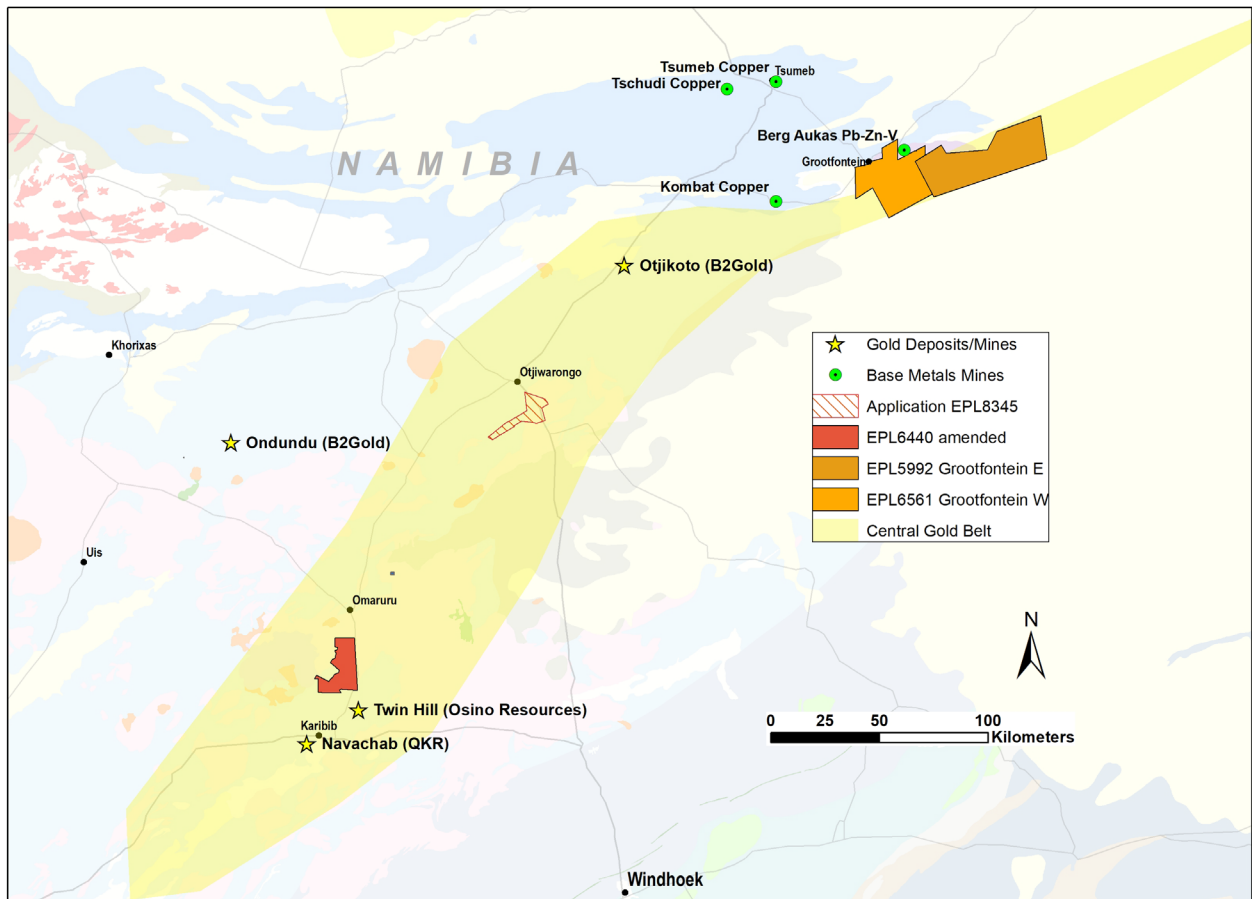 Tsumeb Copper
Tsumeb
Tschudi Copper
Berg Aukas Pb-Zn-V
Grootfontein
NAMIBIA
Kombat Copper
Otjikoto (B2Gold)
Khorixas
Otjiwarongo
Ondundu (B2Gold)
Uis
Omaruru
Twin Hill (Osino Resources)
Karibib
Navachab (QKR)
Windhoek
Gold Deposits/Mines
Base Metals Mines
Application EPL8345
EPL6440 amended
EPL5992 Grootfontein E
EPL6561 Grootfontein W
Central Gold Belt
N
0 25 50 100
Kilometers